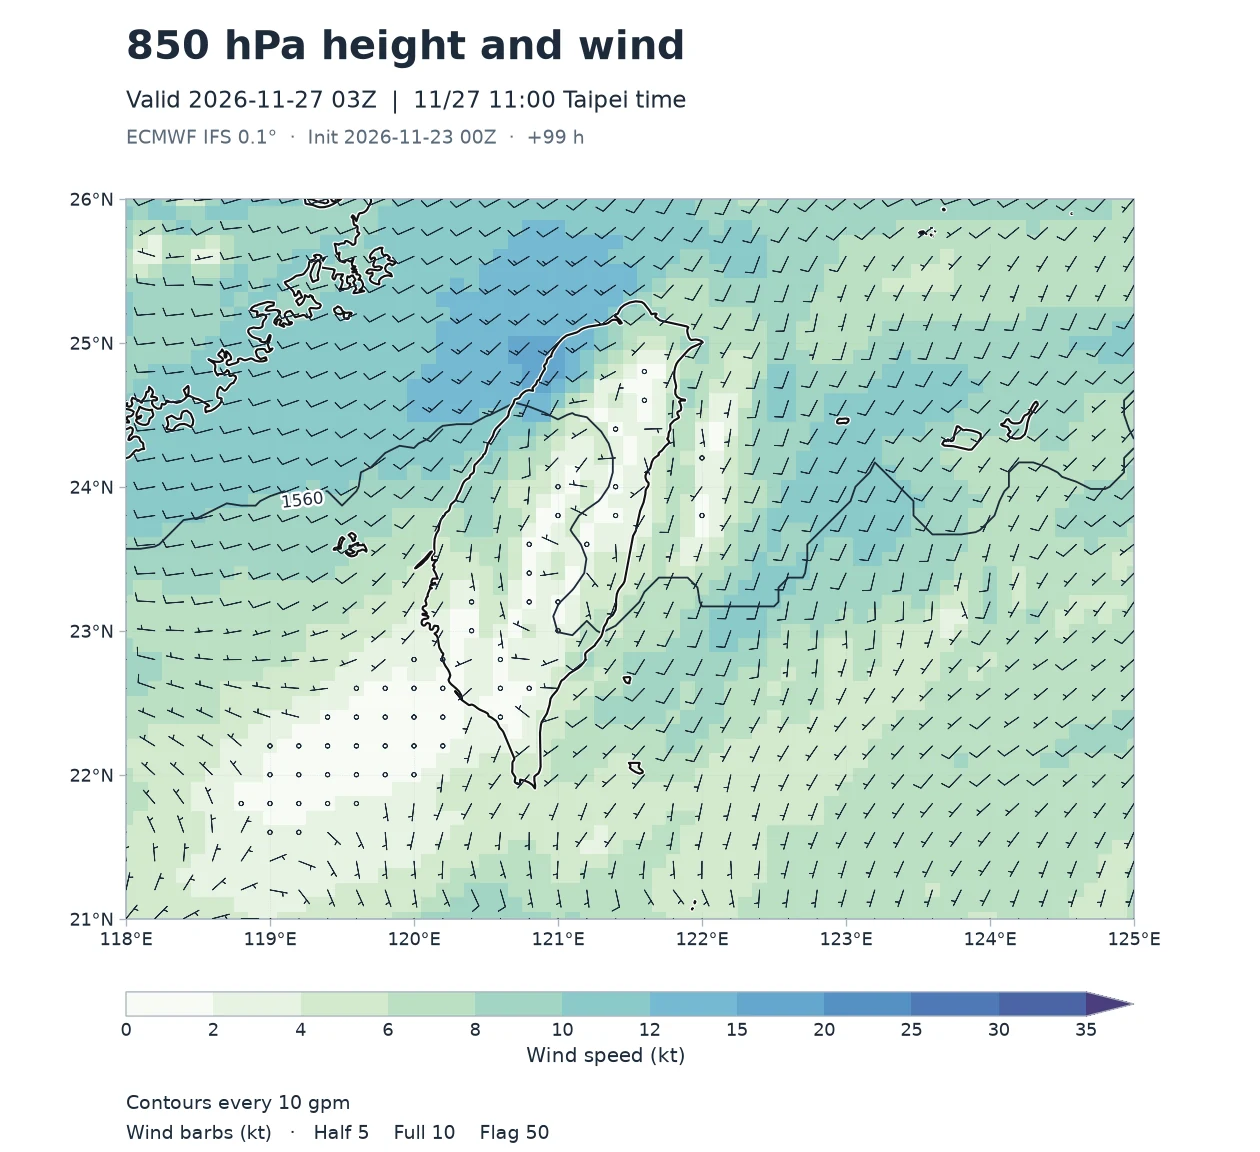 850 hPa height and wind
Valid 2026-11-27 03Z | 11/27 11:00 Taipei time
ECMWF IFS 0.1° · Init 2026-11-23 00Z · +99 h
26°N
25°N
24°N
23°N
22°N
21°N
1560
118°E 119°E 120°E 121°E 122°E 123°E 124°E 125°E
0 2 4 6 8 10 12 15 20 25 30 35
Wind speed (kt)
Contours every 10 gpm
Wind barbs (kt) · Half 5 Full 10 Flag 50